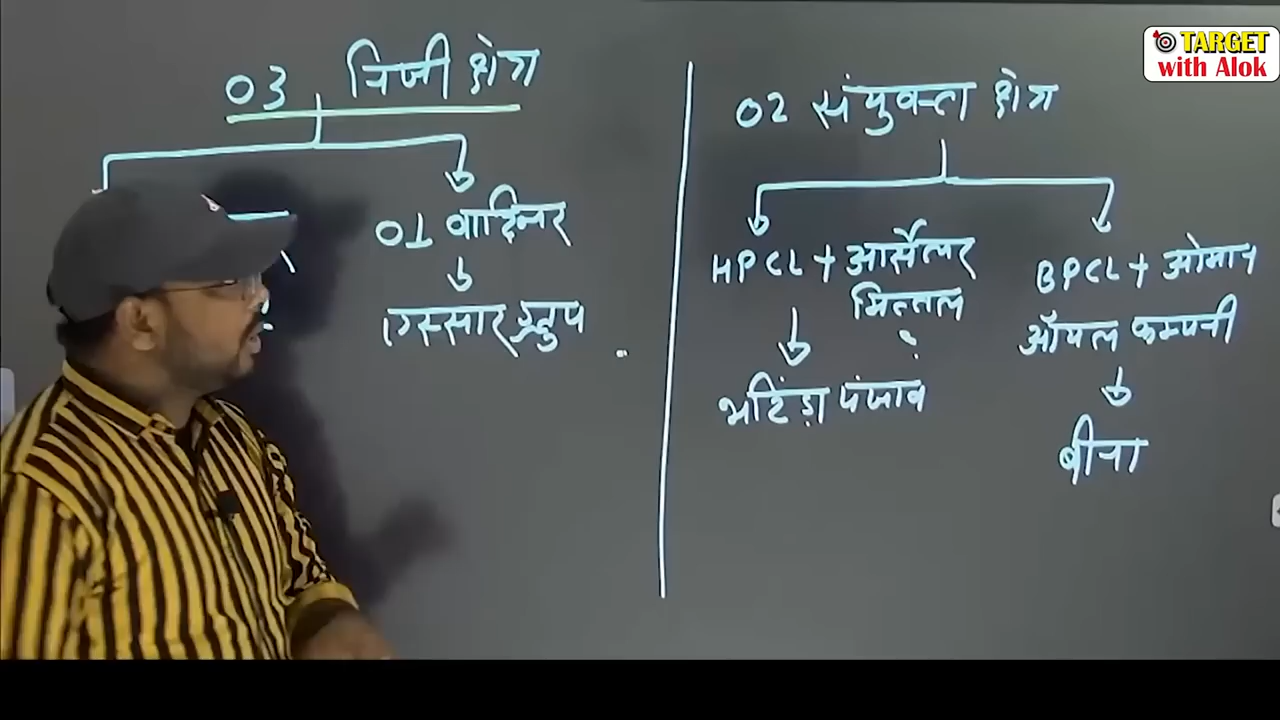 TARGET
with Alok
03 निजी क्षेत्र
01 वादिनार
एस्सार ग्रुप
02 संयुक्त क्षेत्र
HPCL + आर्सेलर
मित्तल
भटिंडा पंजाब
BPCL + ओमान
ऑयल कम्पनी
बीना